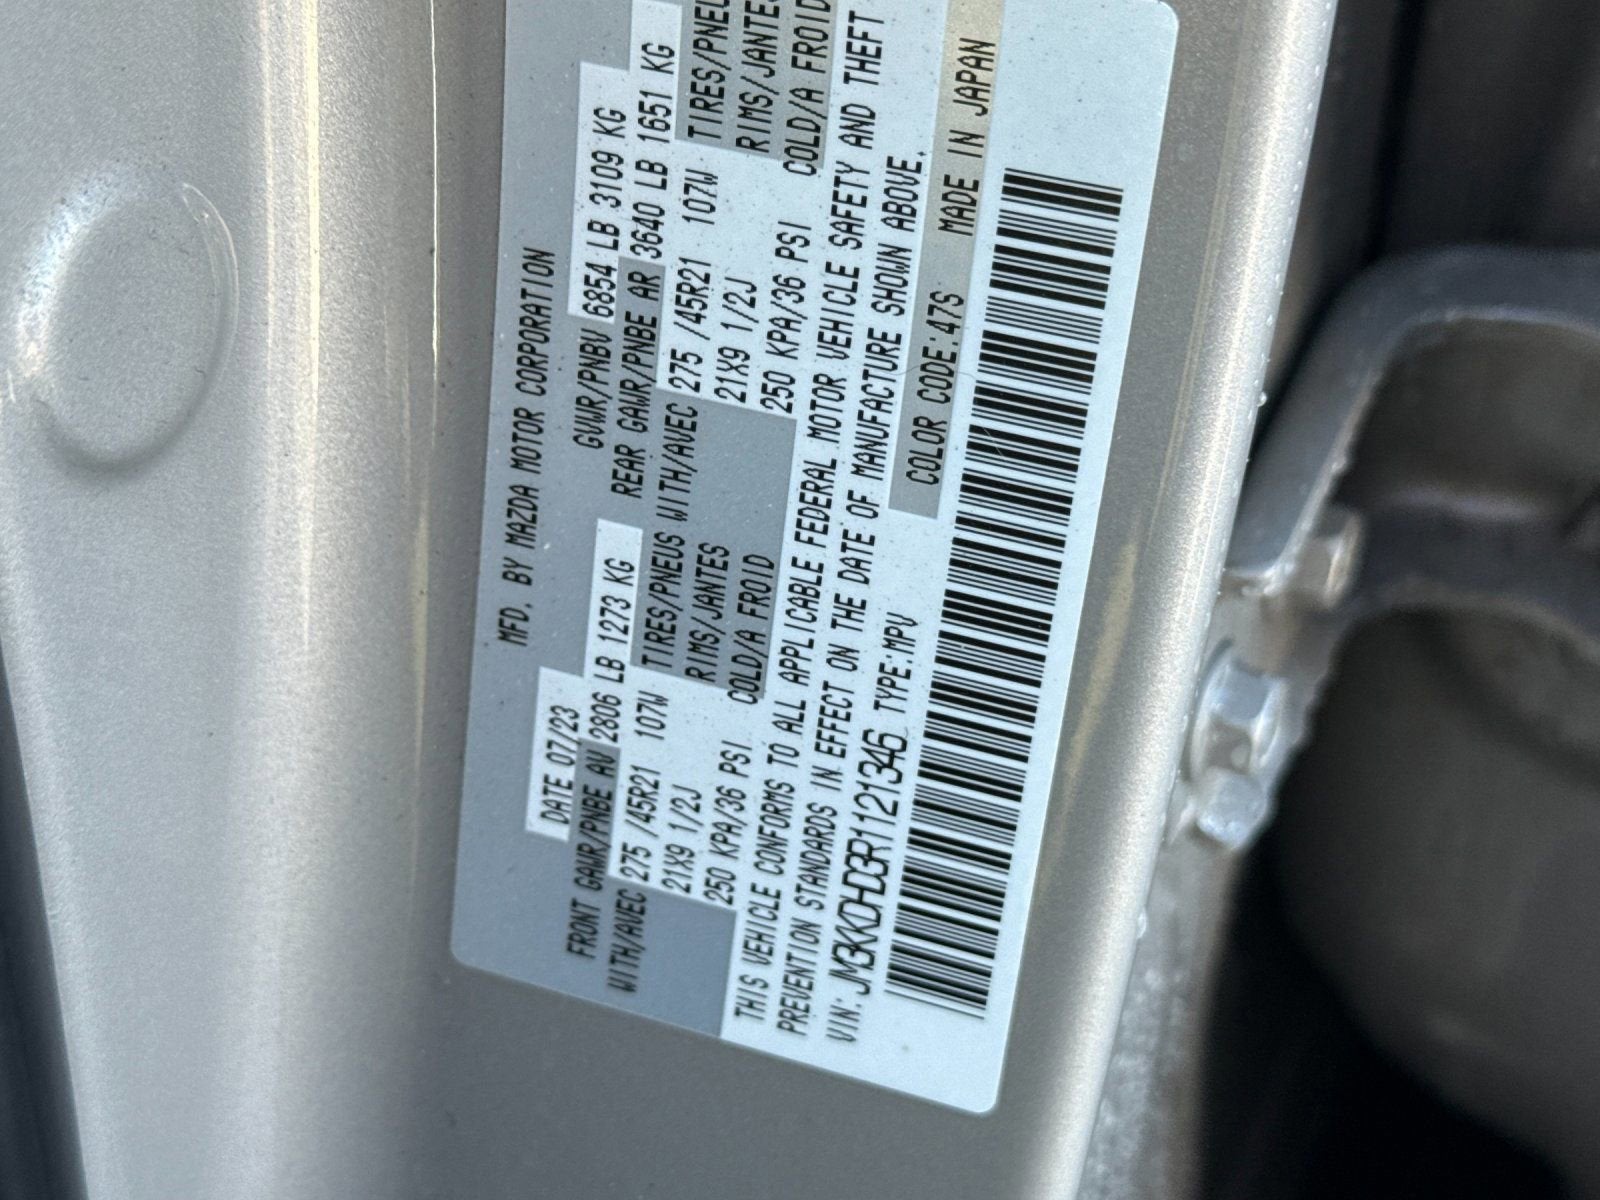 MFD. BY MAZDA MOTOR CORPORATION
DATE 07/23 GVWR/PNBV 6854 LB 3109 KG
FRONT GAWR/PNBE AV 2806 LB 1273 KG REAR GAWR/PNBE AR 3640 LB 1651 KG
WITH/AVEC 275 /45R21 107W TIRES/PNEUS WITH/AVEC 275 /45R21 107W TIRES/PNEU
21X9 1/2J RIMS/JANTES 21X9 1/2J RIMS/JANTES
250 KPA/36 PSI COLD/A FROID 250 KPA/36 PSI COLD/A FROID
THIS VEHICLE CONFORMS TO ALL APPLICABLE FEDERAL MOTOR VEHICLE SAFETY AND THEFT
PREVENTION STANDARDS IN EFFECT ON THE DATE OF MANUFACTURE SHOWN ABOVE.
VIN: JM3KKDHD3R1121346 TYPE:MPV COLOR CODE:47S MADE IN JAPAN